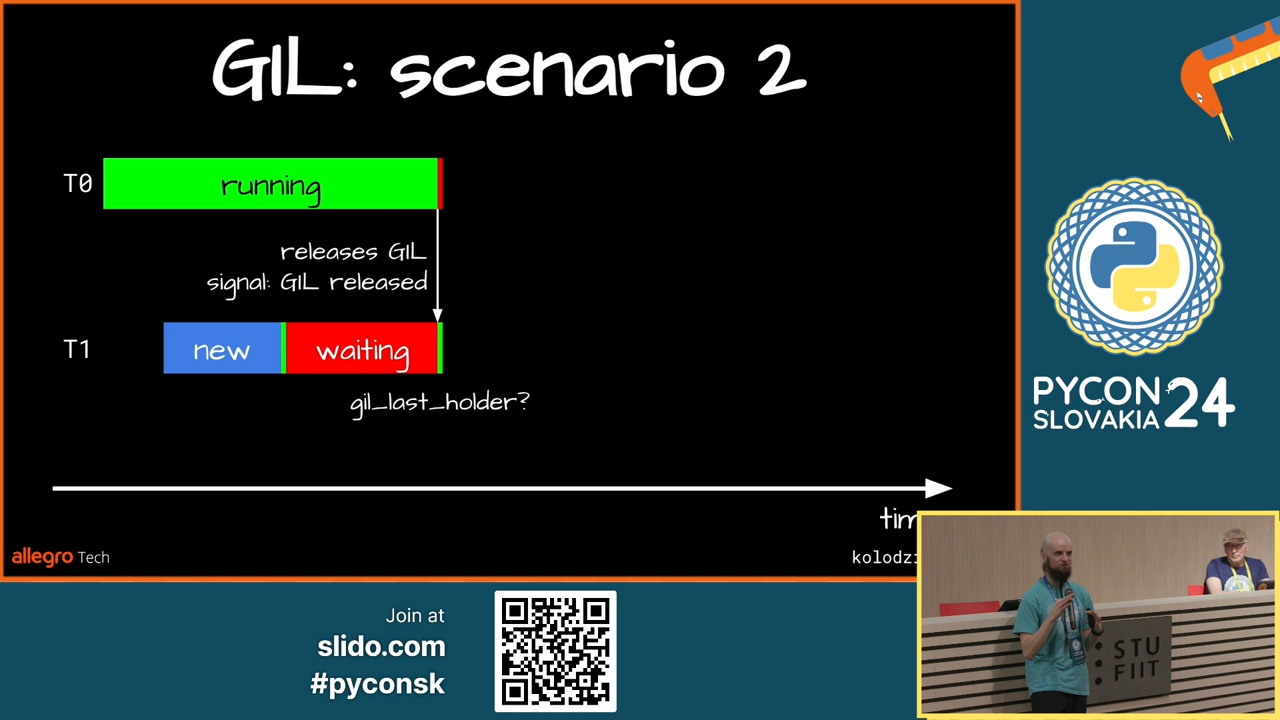 GIL: scenario 2
T0
running
releases GIL
signal: GIL released
T1
new
waiting
gil_last_holder?
allegro Tech
PYCON 24
SLOVAKIA
Join at
slido.com
#pyconsk
STU
FIIT